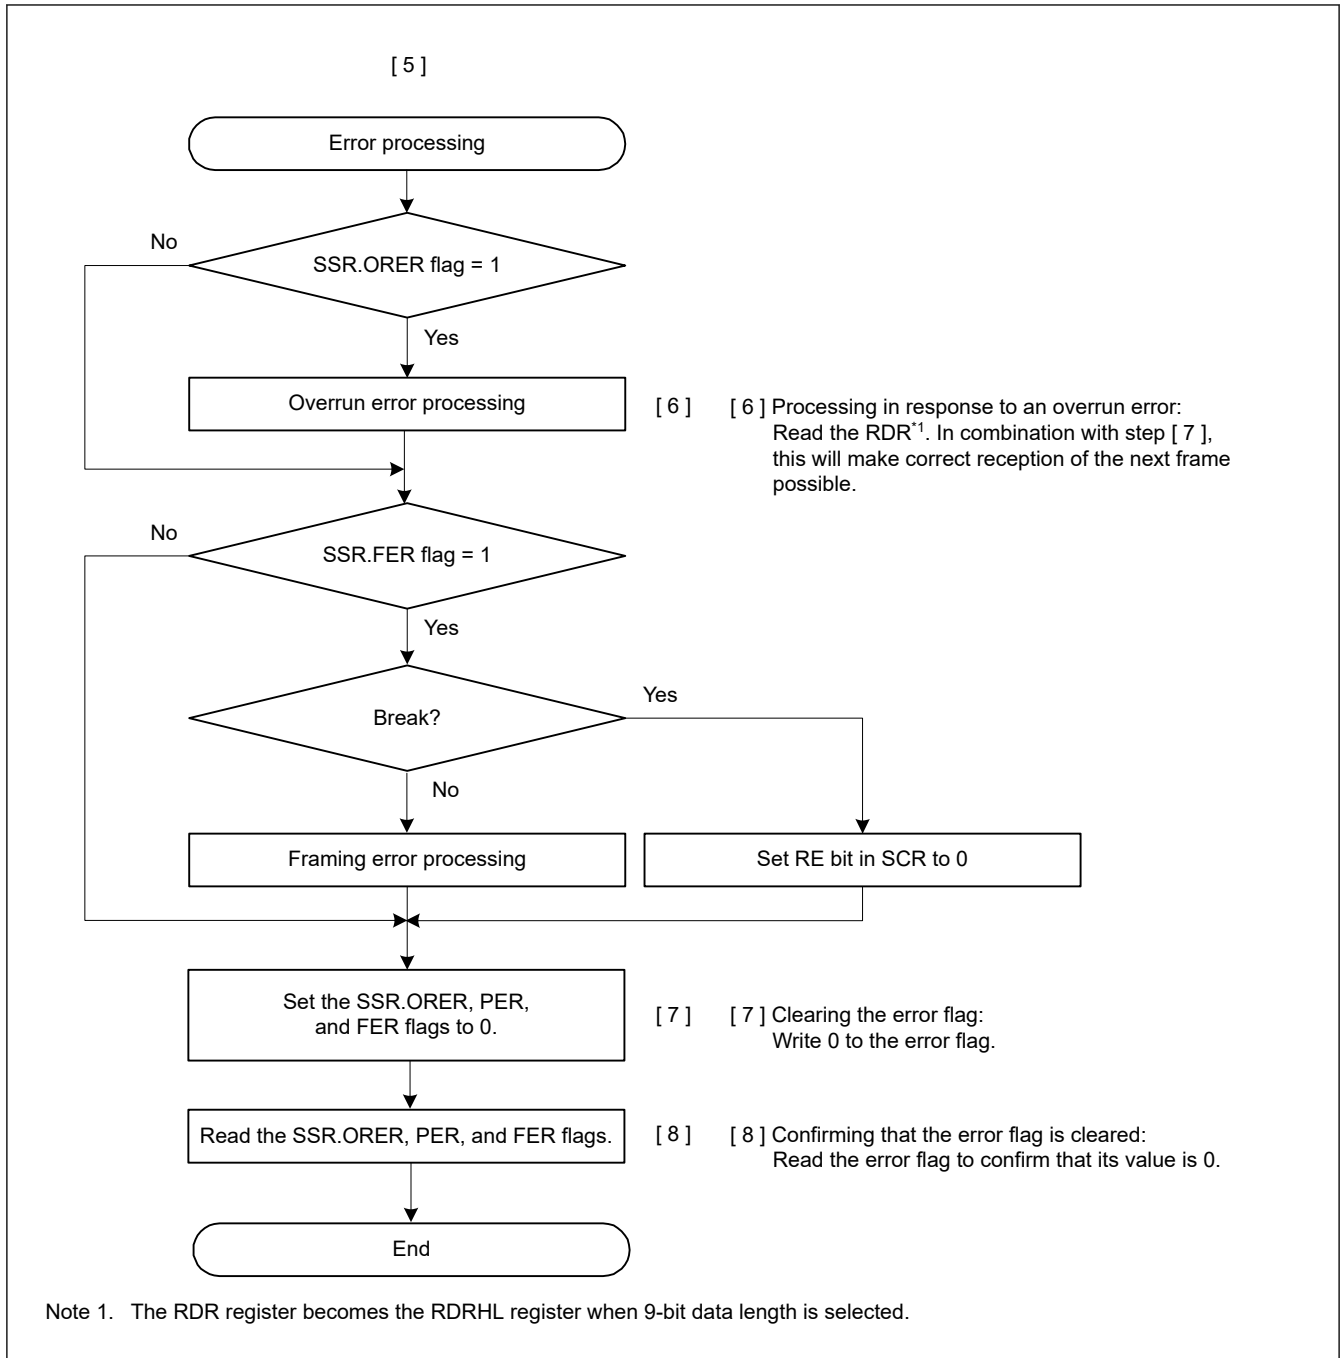 [ 5 ]
Error processing
No
SSR.ORER flag = 1
Yes
Overrun error processing
[ 6 ]
[ 6 ] Processing in response to an overrun error:
Read the RDR*1. In combination with step [ 7 ],
this will make correct reception of the next frame
possible.
No
SSR.FER flag = 1
Yes
Break?
Yes
No
Framing error processing
Set RE bit in SCR to 0
Set the SSR.ORER, PER,
and FER flags to 0.
[ 7 ]
[ 7 ] Clearing the error flag:
Write 0 to the error flag.
Read the SSR.ORER, PER, and FER flags.
[ 8 ]
[ 8 ] Confirming that the error flag is cleared:
Read the error flag to confirm that its value is 0.
End
Note 1. The RDR register becomes the RDRHL register when 9-bit data length is selected.